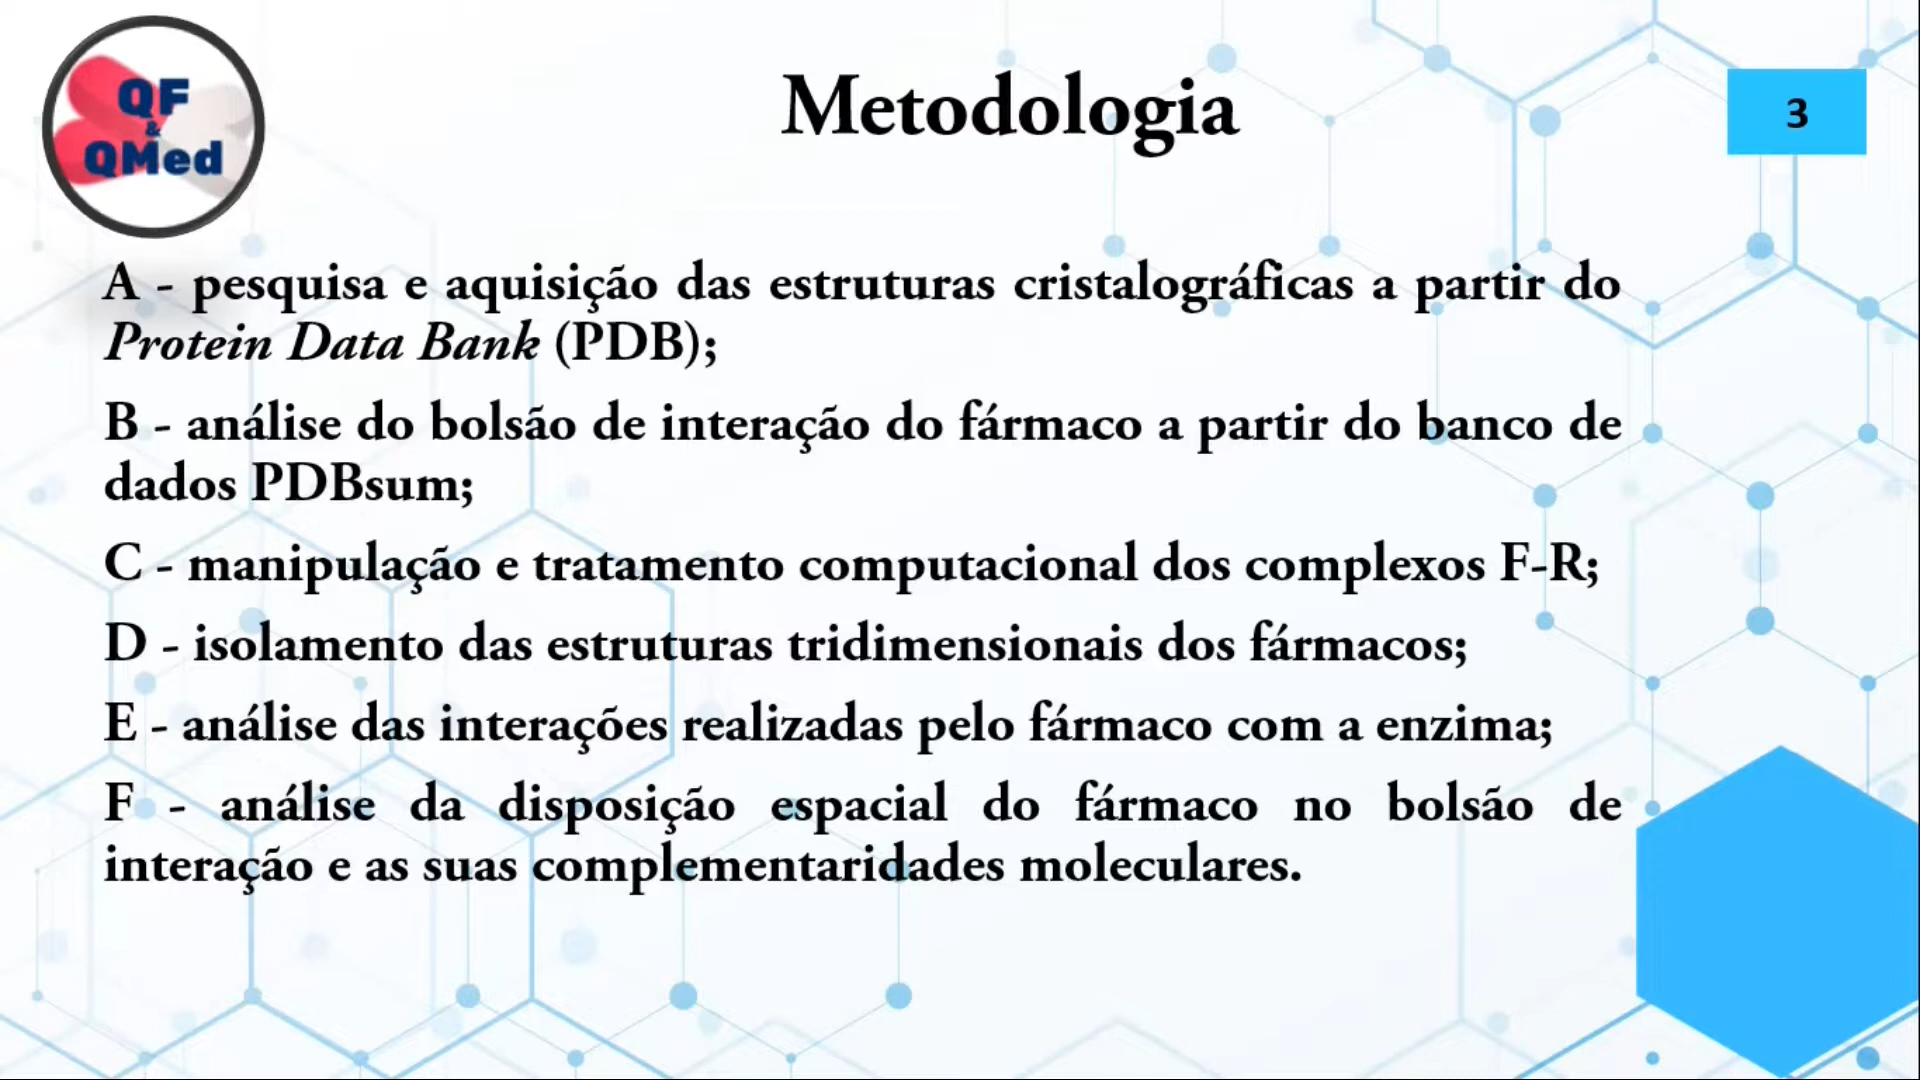 QF
&
QMed
Metodologia
3
A - pesquisa e aquisição das estruturas cristalográficas a partir do
Protein Data Bank (PDB);
B - análise do bolsão de interação do fármaco a partir do banco de
dados PDBsum;
C - manipulação e tratamento computacional dos complexos F-R;
D - isolamento das estruturas tridimensionais dos fármacos;
E - análise das interações realizadas pelo fármaco com a enzima;
F - análise da disposição espacial do fármaco no bolsão de
interação e as suas complementaridades moleculares.